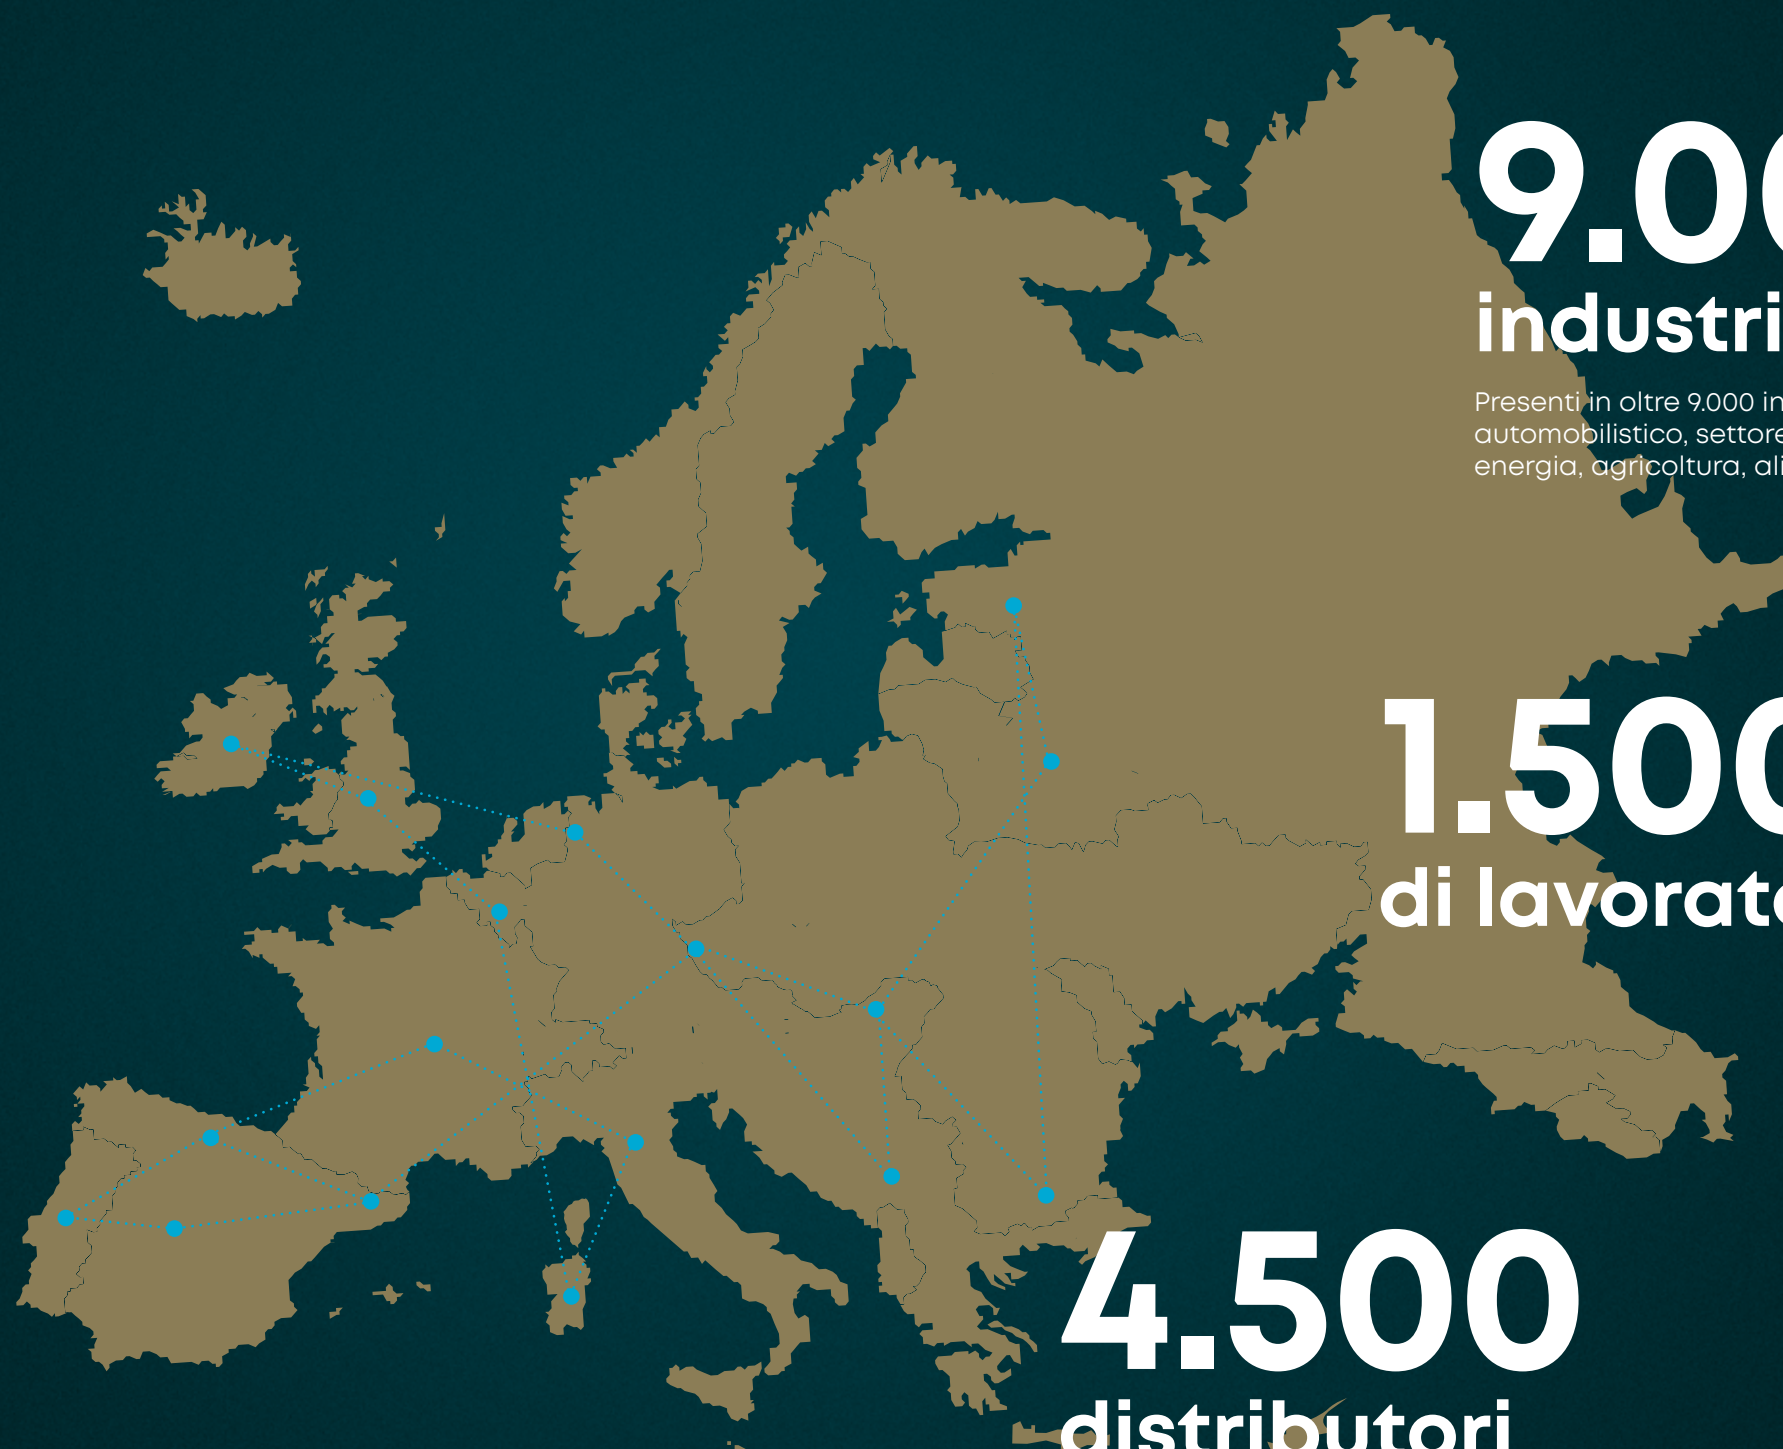 9.00
industri
Presenti in oltre 9.000 in
automobilistico, settore
energia, agricoltura, ali
1.500
di lavorato
4.500
distributori